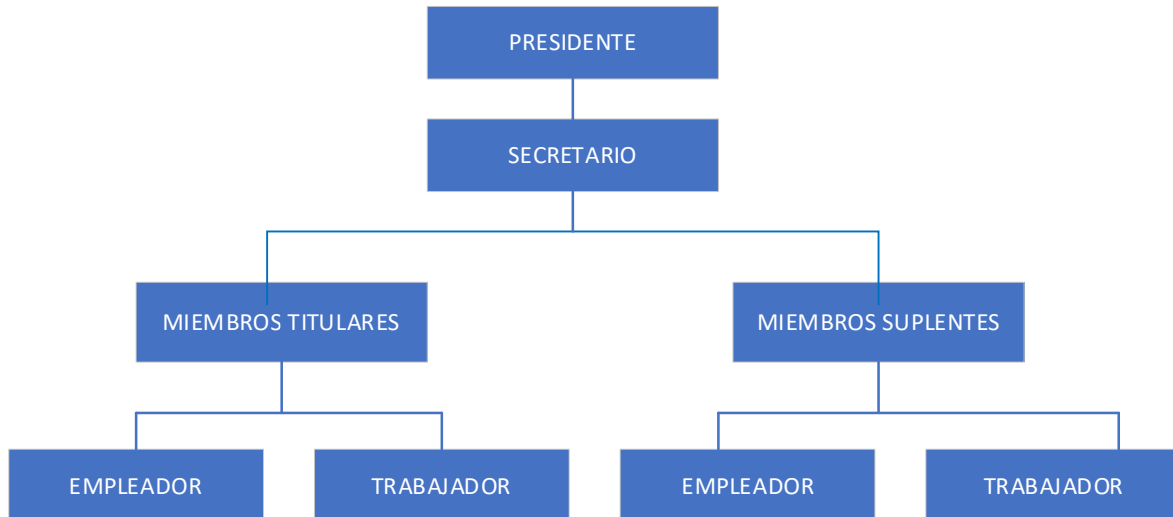 PRESIDENTE
SECRETARIO
MIEMBROS TITULARES
MIEMBROS SUPLENTES
EMPLEADOR
TRABAJADOR
EMPLEADOR
TRABAJADOR